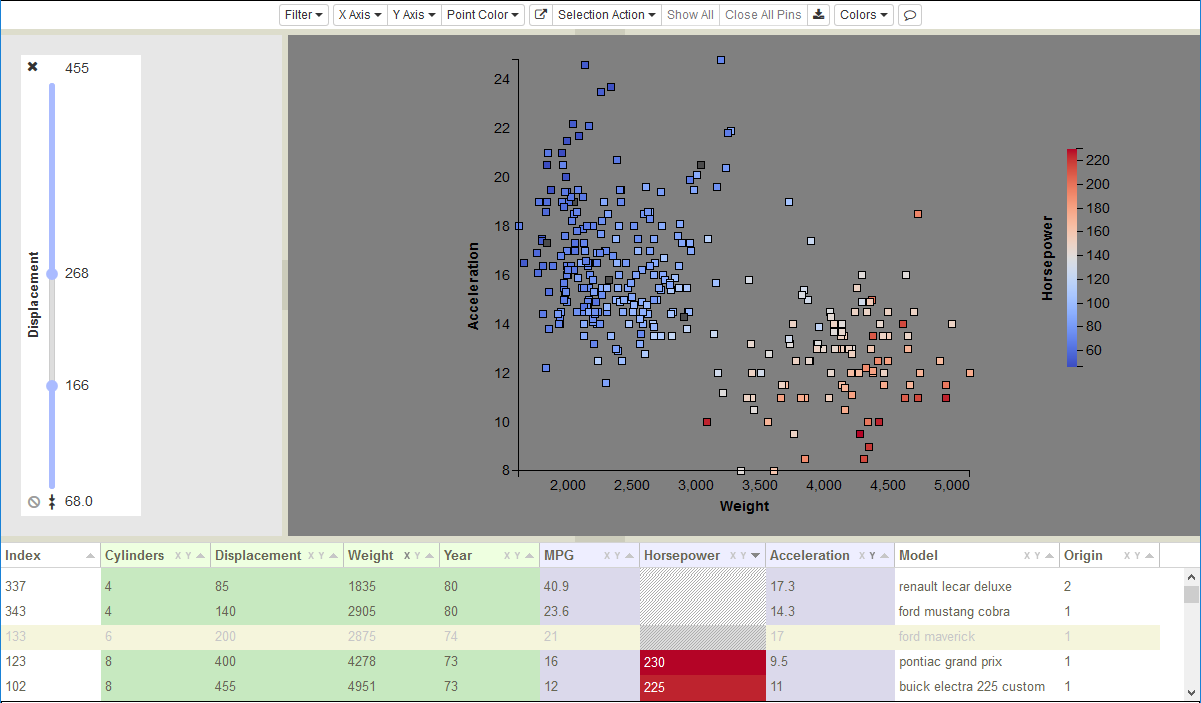 Filter X Axis Y Axis Point Color Selection Action Show All Close All Pins Colors
455
268
166
68.0
Displacement
24
22
20
18
16
14
12
10
8
Acceleration
2,000 2,500 3,000 3,500 4,000 4,500 5,000
Weight
220
200
180
160
140
120
100
80
60
Horsepower
Index Cylinders X Y Displacement X Y Weight X Y Year X Y MPG X Y Horsepower X Y Acceleration X Y Model X Y Origin X Y
337 4 85 1835 80 40.9 17.3 renault lecar deluxe 2
343 4 140 2905 80 23.6 14.3 ford mustang cobra 1
133 6 200 2875 74 21 17 ford maverick 1
123 8 400 4278 73 16 230 9.5 pontiac grand prix 1
102 8 455 4951 73 12 225 11 buick electra 225 custom 1